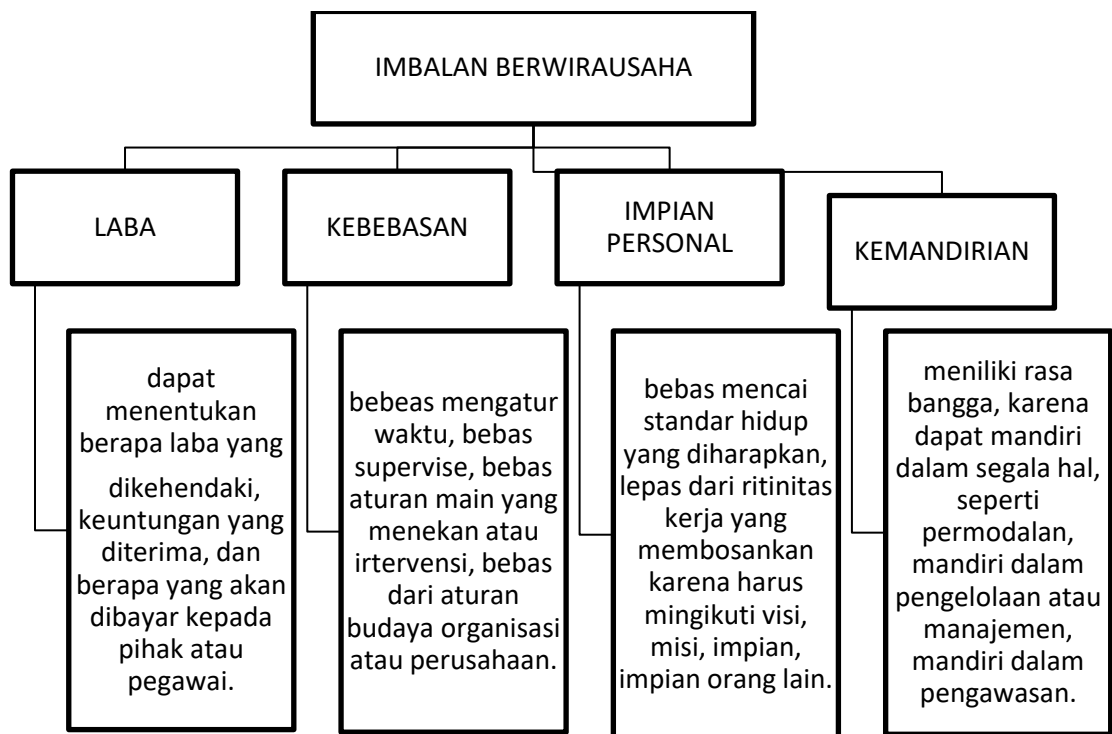 IMBALAN BERWIRAUSAHA
LABA
KEBEBASAN
IMPIAN
PERSONAL
KEMANDIRIAN
dapat
menentukan
berapa laba yang
dikehendaki,
keuntungan yang
diterima, dan
berapa yang akan
dibayar kepada
pihak atau
pegawai.
bebeas mengatur
waktu, bebas
supervise, bebas
aturan main yang
menekan atau
irtervensi, bebas
dari aturan
budaya organisasi
atau perusahaan.
bebas mencai
standar hidup
yang diharapkan,
lepas dari ritinitas
kerja yang
membosankan
karena harus
mingikuti visi,
misi, impian,
impian orang lain.
meniliki rasa
bangga, karena
dapat mandiri
dalam segala hal,
seperti
permodalan,
mandiri dalam
pengelolaan atau
manajemen,
mandiri dalam
pengawasan.